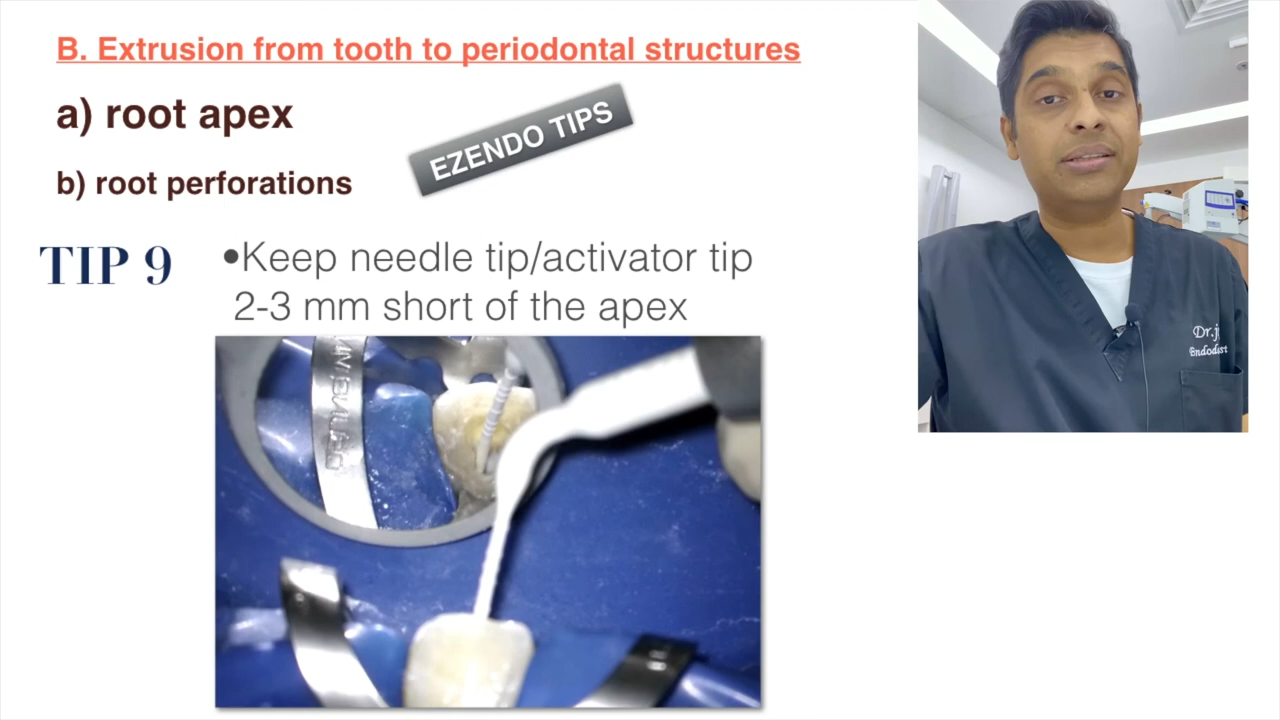 B. Extrusion from tooth to periodontal structures
a) root apex
EZENDO TIPS
b) root perforations
TIP 9
•Keep needle tip/activator tip
2-3 mm short of the apex